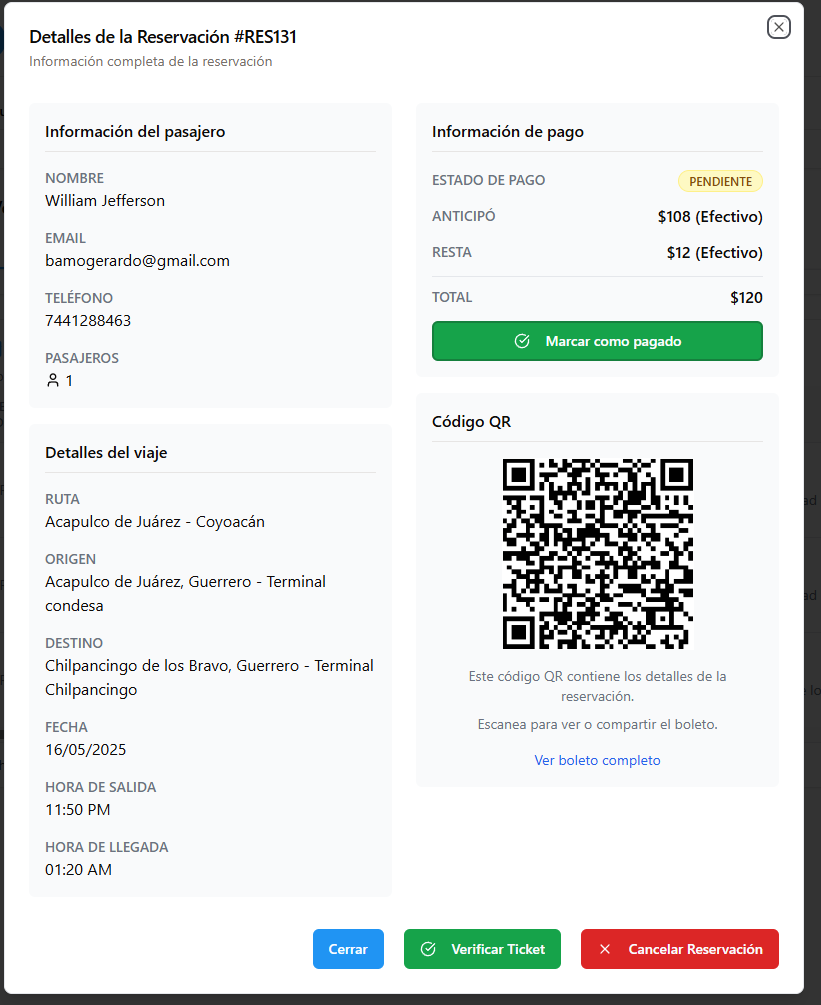 Detalles de la Reservación #RES131
Información completa de la reservación
Información del pasajero
NOMBRE
William Jefferson
EMAIL
bamogerardo@gmail.com
TELÉFONO
7441288463
PASAJEROS
1
Detalles del viaje
RUTA
Acapulco de Juárez - Coyoacán
ORIGEN
Acapulco de Juárez, Guerrero - Terminal
condesa
DESTINO
Chilpancingo de los Bravo, Guerrero - Terminal
Chilpancingo
FECHA
16/05/2025
HORA DE SALIDA
11:50 PM
HORA DE LLEGADA
01:20 AM
Información de pago
ESTADO DE PAGO PENDIENTE
ANTICIPÓ $108 (Efectivo)
RESTA $12 (Efectivo)
TOTAL $120
Marcar como pagado
Código QR
Este código QR contiene los detalles de la
reservación.
Escanea para ver o compartir el boleto.
Ver boleto completo
Cerrar
Verificar Ticket
Cancelar Reservación